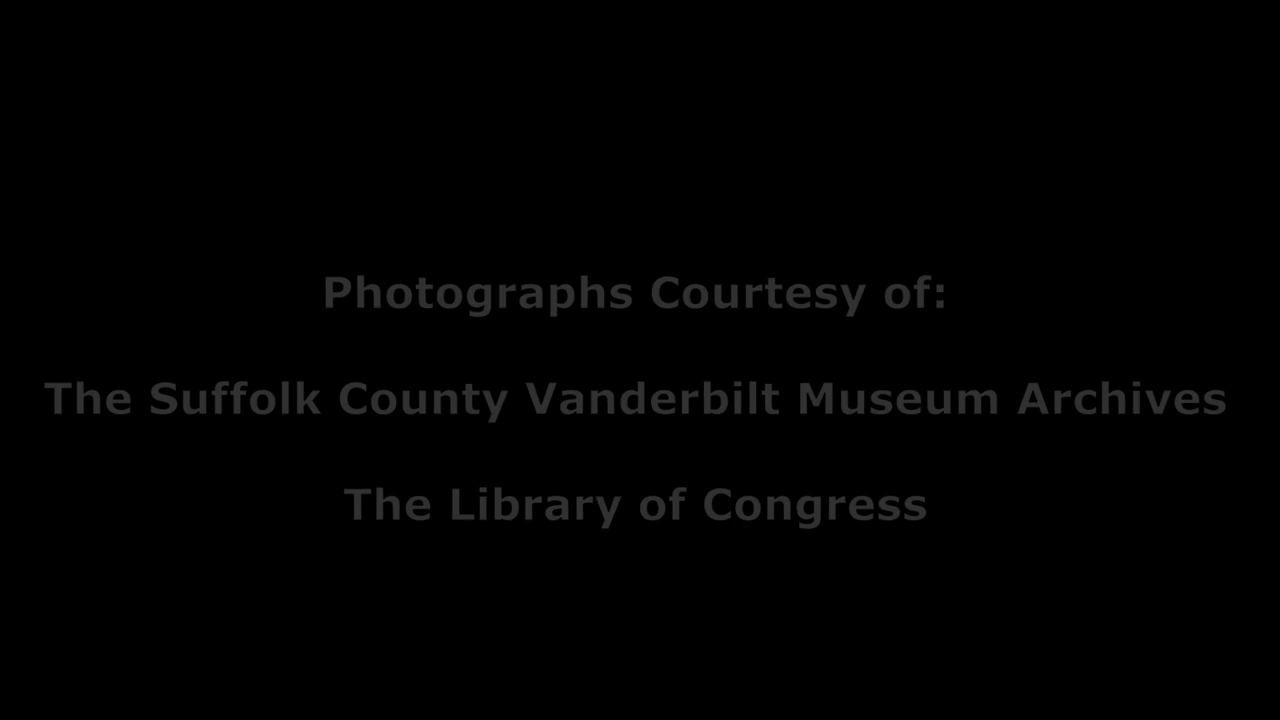 Photographs Courtesy of:
The Suffolk County Vanderbilt Museum Archives
The Library of Congress